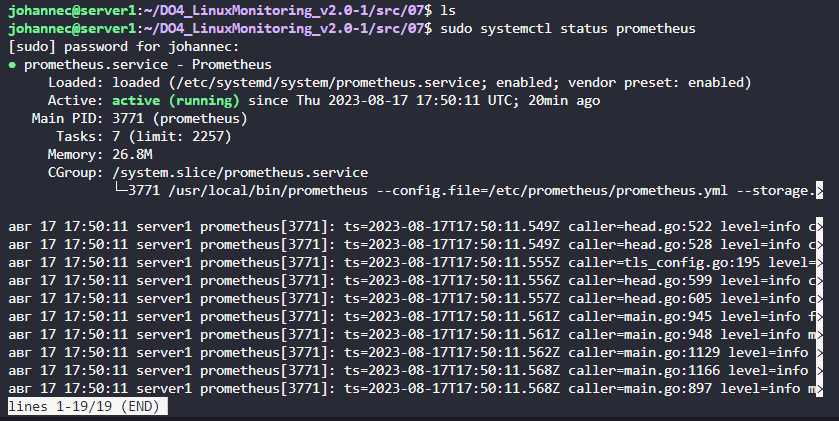 johannec@server1:~/DO4_LinuxMonitoring_v2.0-1/src/07$ ls
johannec@server1:~/DO4_LinuxMonitoring_v2.0-1/src/07$ sudo systemctl status prometheus
[sudo] password for johannec:
● prometheus.service - Prometheus
Loaded: loaded (/etc/systemd/system/prometheus.service; enabled; vendor preset: enabled)
Active: active (running) since Thu 2023-08-17 17:50:11 UTC; 20min ago
Main PID: 3771 (prometheus)
Tasks: 7 (limit: 2257)
Memory: 26.8M
CGroup: /system.slice/prometheus.service
└─3771 /usr/local/bin/prometheus --config.file=/etc/prometheus/prometheus.yml --storage.>
авг 17 17:50:11 server1 prometheus[3771]: ts=2023-08-17T17:50:11.549Z caller=head.go:522 level=info c>
авг 17 17:50:11 server1 prometheus[3771]: ts=2023-08-17T17:50:11.549Z caller=head.go:528 level=info c>
авг 17 17:50:11 server1 prometheus[3771]: ts=2023-08-17T17:50:11.555Z caller=tls_config.go:195 level=>
авг 17 17:50:11 server1 prometheus[3771]: ts=2023-08-17T17:50:11.556Z caller=head.go:599 level=info c>
авг 17 17:50:11 server1 prometheus[3771]: ts=2023-08-17T17:50:11.557Z caller=head.go:605 level=info c>
авг 17 17:50:11 server1 prometheus[3771]: ts=2023-08-17T17:50:11.561Z caller=main.go:945 level=info f>
авг 17 17:50:11 server1 prometheus[3771]: ts=2023-08-17T17:50:11.561Z caller=main.go:948 level=info m>
авг 17 17:50:11 server1 prometheus[3771]: ts=2023-08-17T17:50:11.562Z caller=main.go:1129 level=info >
авг 17 17:50:11 server1 prometheus[3771]: ts=2023-08-17T17:50:11.568Z caller=main.go:1166 level=info >
авг 17 17:50:11 server1 prometheus[3771]: ts=2023-08-17T17:50:11.568Z caller=main.go:897 level=info m>
lines 1-19/19 (END)